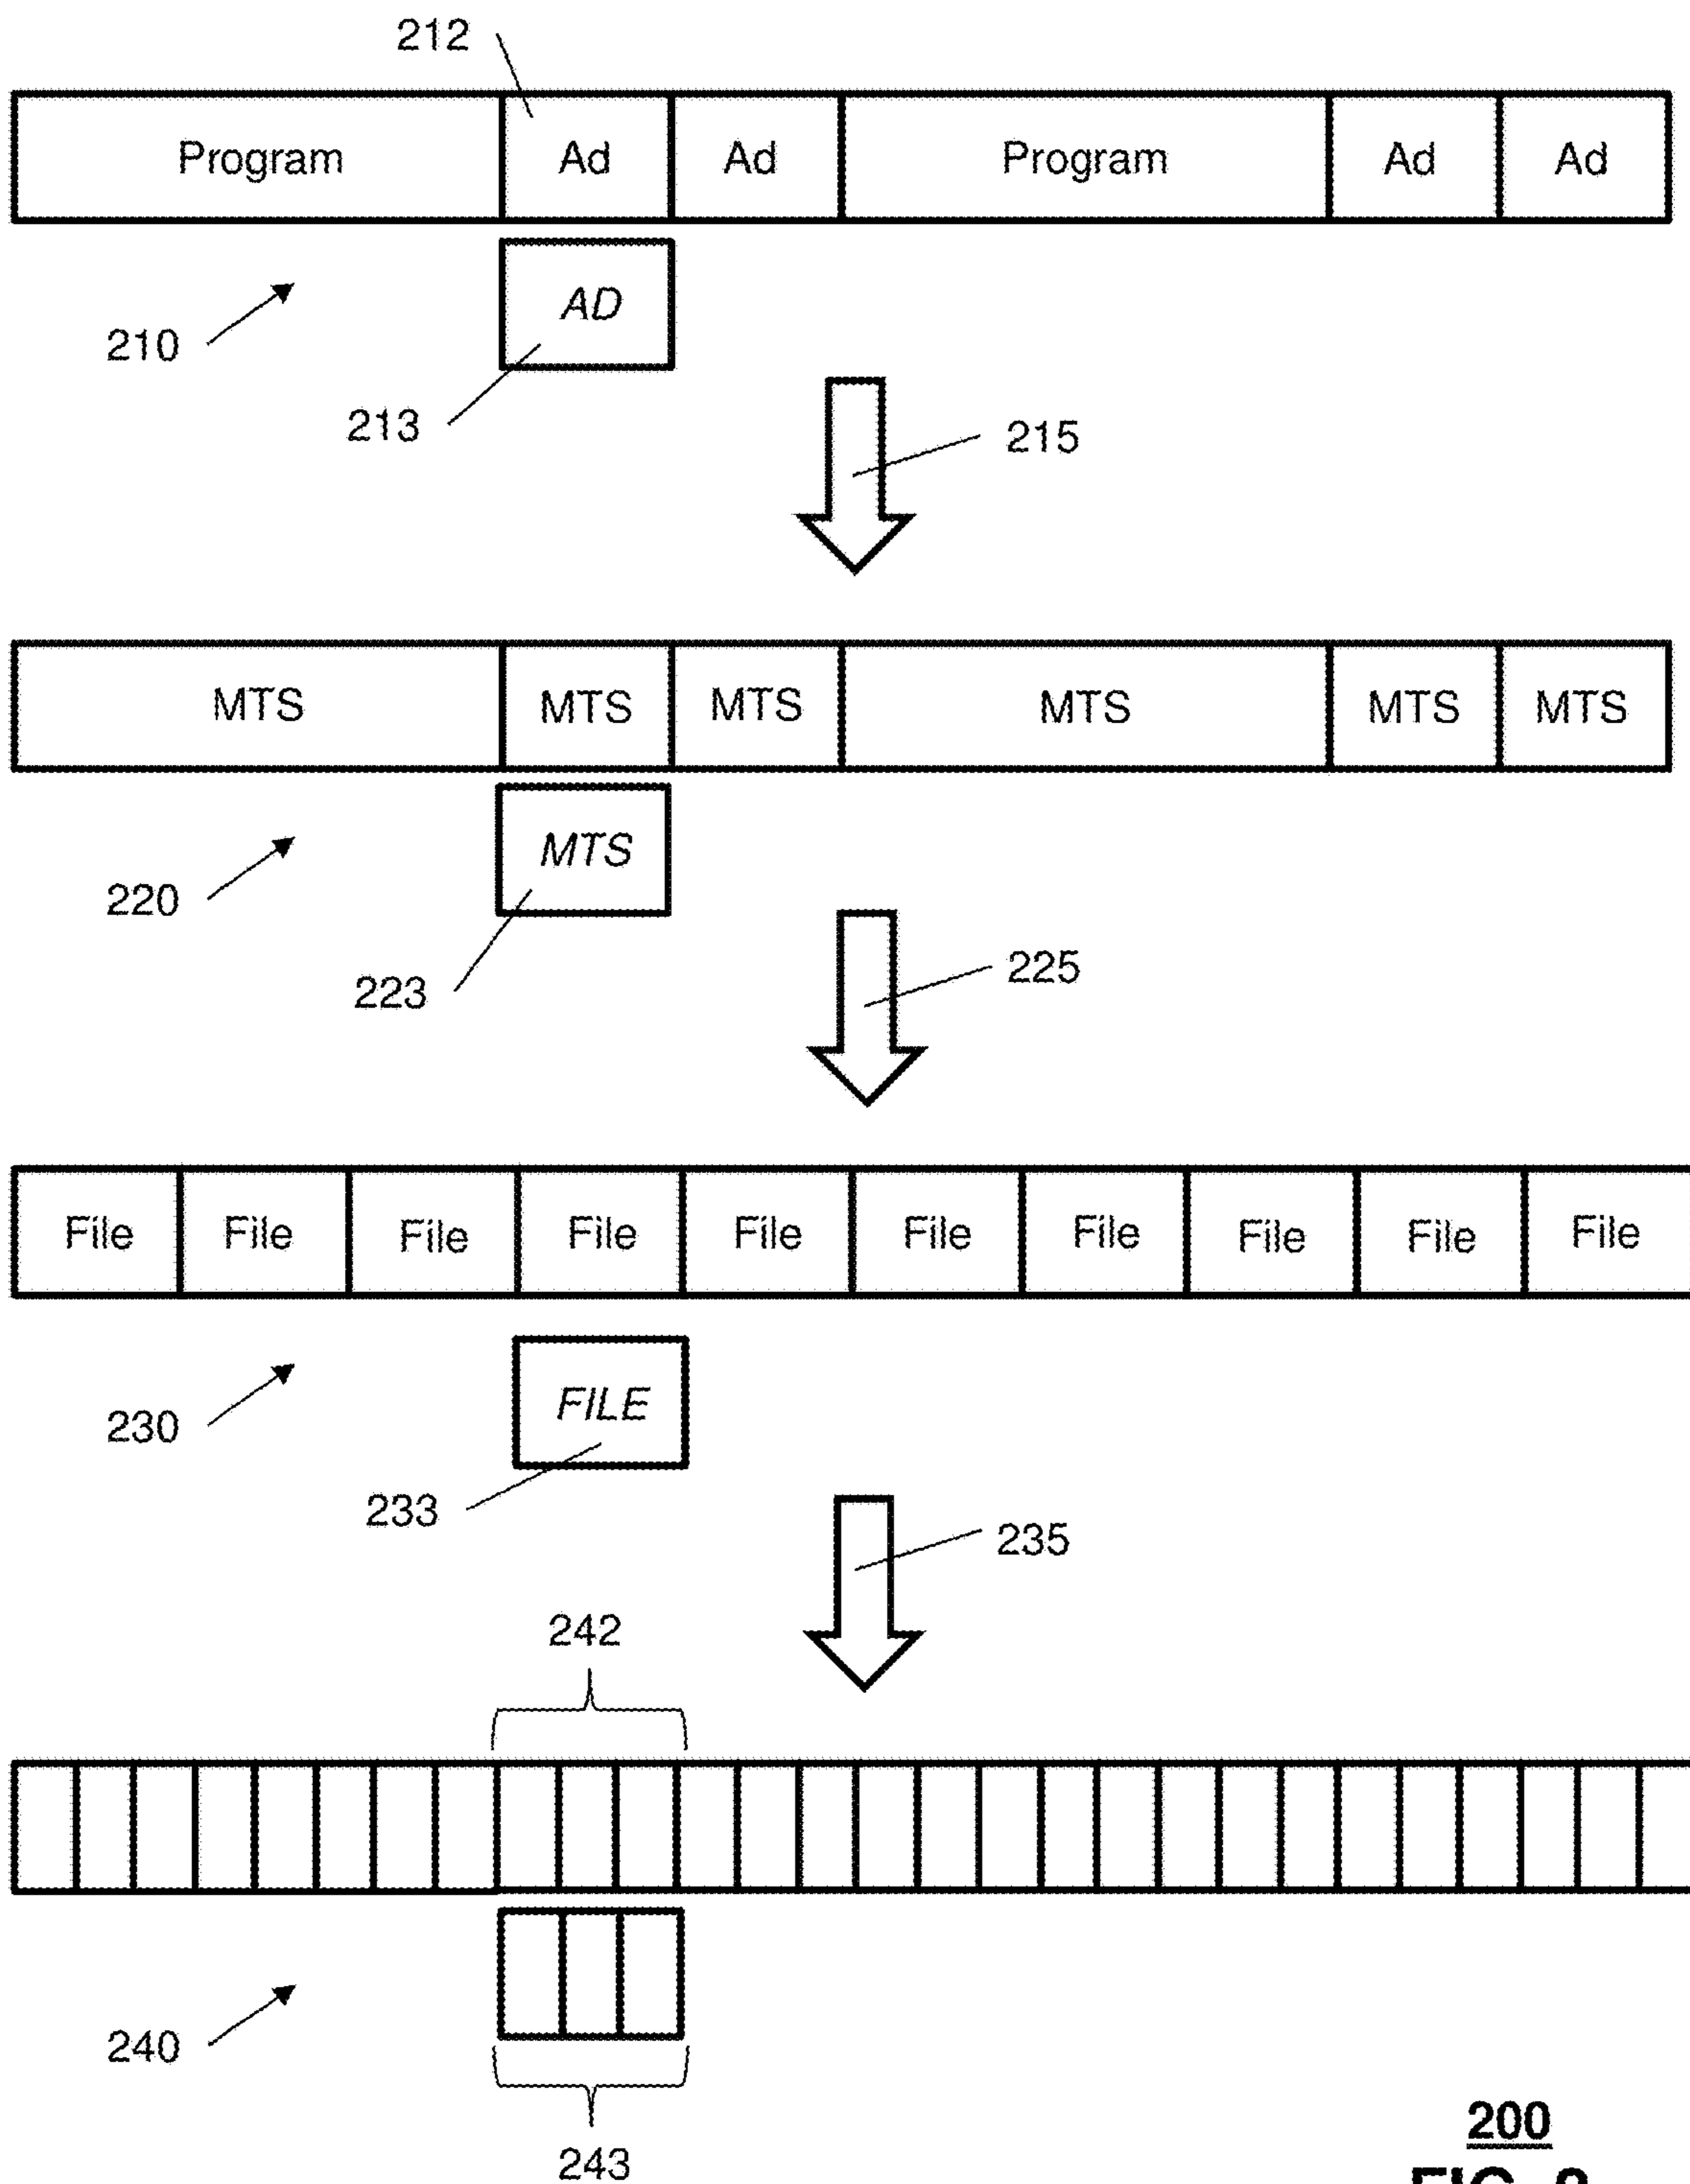 212
Program Ad Ad Program Ad Ad
AD
210
213
215
MTS MTS MTS MTS MTS MTS
MTS
220
223
225
File File File File File File File File File File
FILE
230
233
235
242
240
243
200
FIG. 2